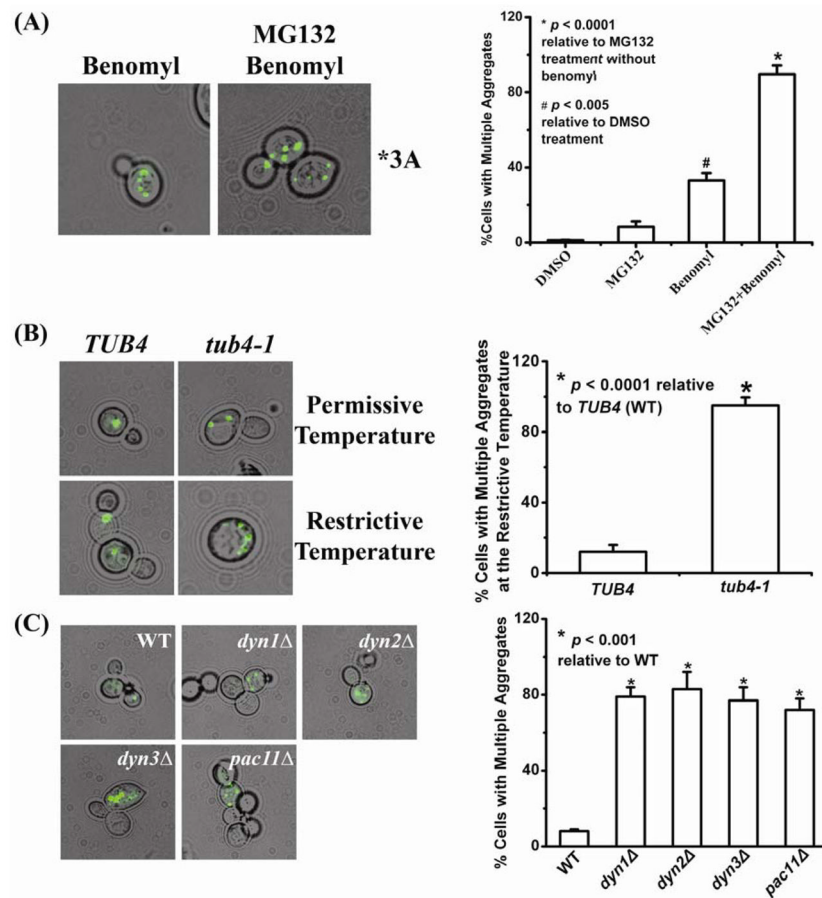 (A)
Benomyl
MG132
Benomyl
*3A
%Cells with Multiple Aggregates
120
80
40
0
* p < 0.0001
relative to MG132
treatment without
benomyl
# p < 0.005
relative to DMSO
treatment
#
*
DMSO
MG132
Benomyl
MG132+Benomyl
(B)
TUB4
tub4-1
Permissive
Temperature
Restrictive
Temperature
% Cells with Multiple Aggregates
at the Restrictive Temperature
120
80
40
0
* p < 0.0001 relative
to TUB4 (WT)
*
TUB4
tub4-1
(C)
WT
dyn1Δ
dyn2Δ
dyn3Δ
pac11Δ
% Cells with Multiple Aggregates
120
80
40
0
* p < 0.001
relative to WT
*
*
*
*
WT
dyn1Δ
dyn2Δ
dyn3Δ
pac11Δ